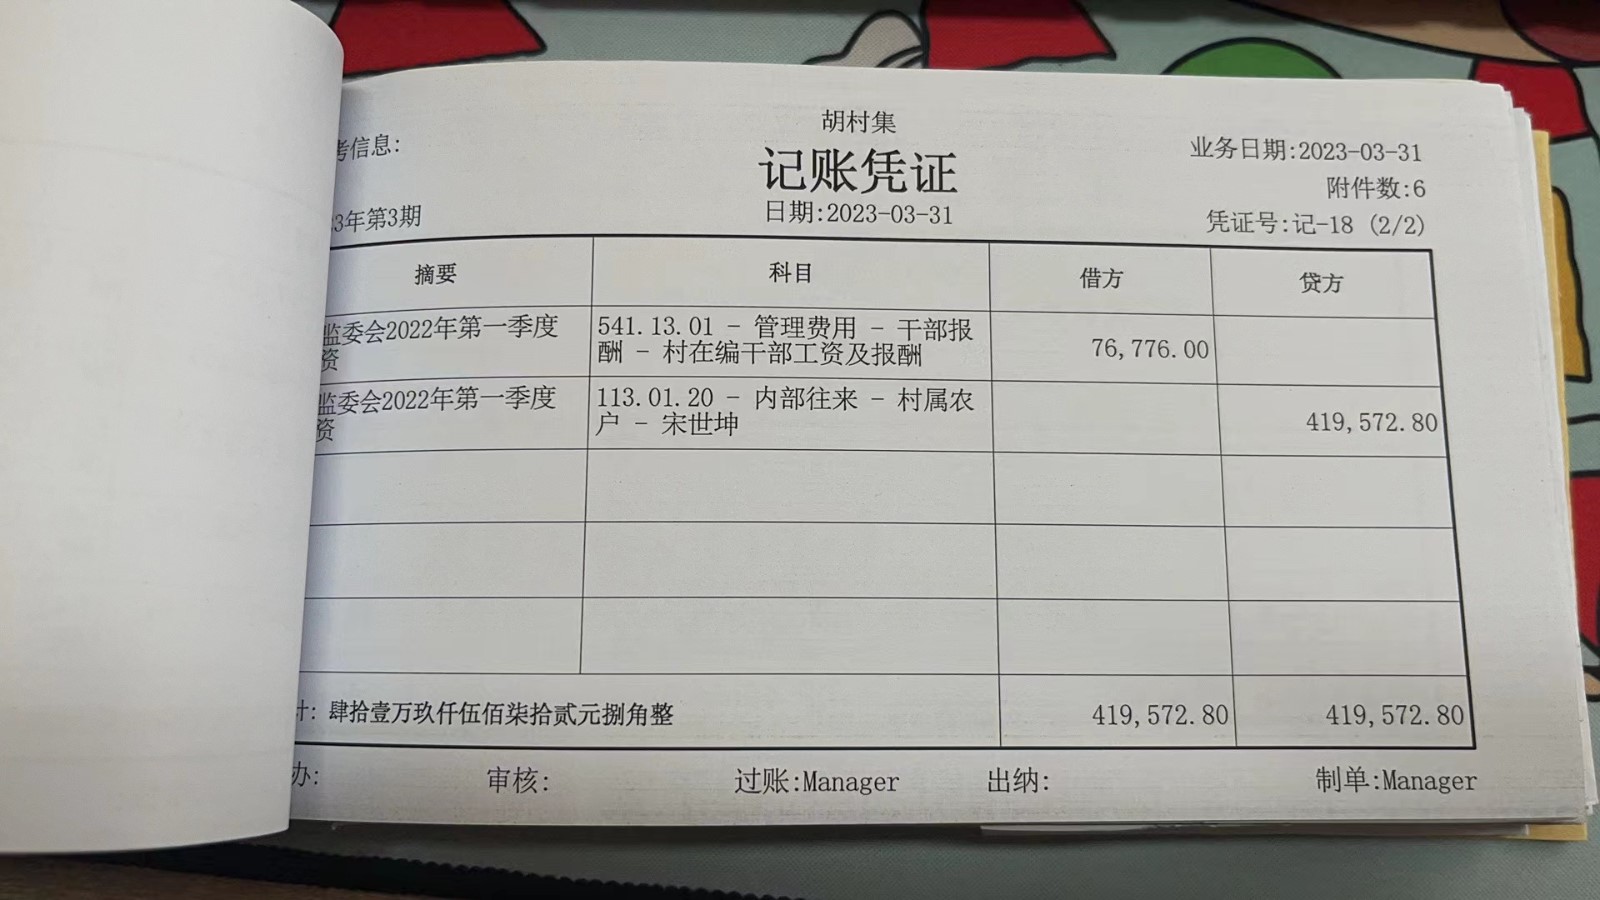 胡村集
考信息:
记账凭证
业务日期:2023-03-31
附件数:6
3年第3期
日期:2023-03-31
凭证号:记-18 (2/2)
摘要 科目 借方 贷方
监委会2022年第一季度 541.13.01 - 管理费用 - 干部报
资 酬 - 村在编干部工资及报酬 76,776.00
监委会2022年第一季度 113.01.20 - 内部往来 - 村属农
资 户 - 宋世坤 419,572.80
计: 肆拾壹万玖仟伍佰柒拾贰元捌角整 419,572.80 419,572.80
办: 审核: 过账:Manager 出纳: 制单:Manager